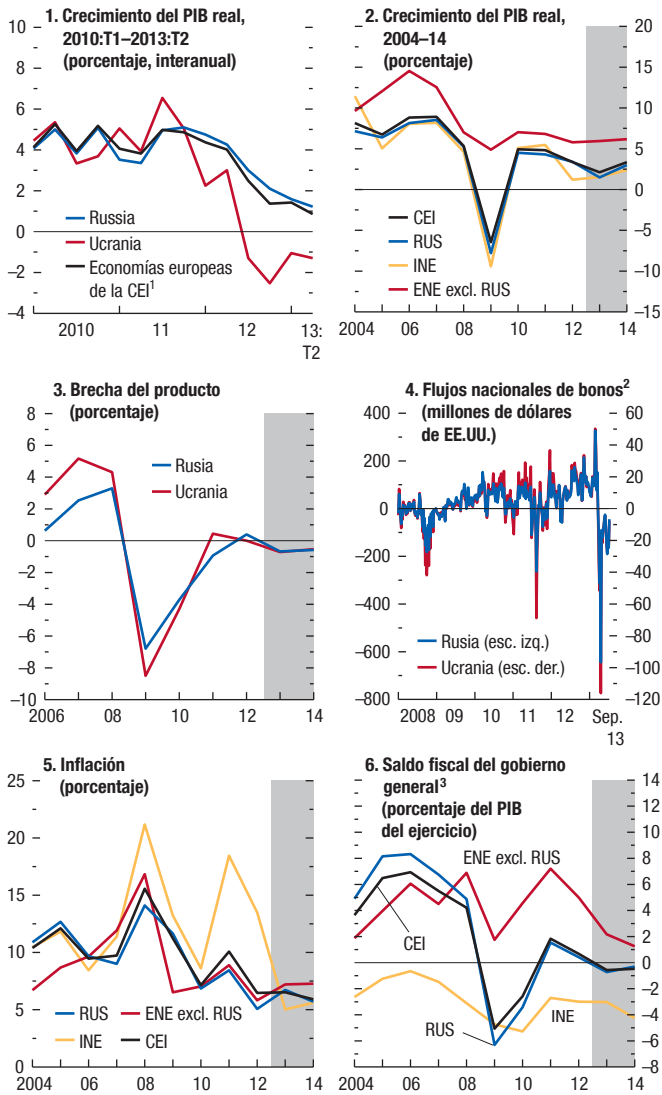 1. Crecimiento del PIB real,
2010:T1–2013:T2
(porcentaje, interanual)
10
8
6
4
2
0
–2
–4
Russia
Ucrania
Economías europeas
de la CEI1
2010
11
12
13:
T2
2. Crecimiento del PIB real,
2004–14
(porcentaje)
20
15
10
5
0
–5
–10
–15
CEI
RUS
INE
ENE excl. RUS
2004
06
08
10
12
14
3. Brecha del producto
(porcentaje)
8
6
4
2
0
–2
–4
–6
–8
–10
Rusia
Ucrania
2006
08
10
12
14
4. Flujos nacionales de bonos2
(millones de dólares
de EE.UU.)
400
200
0
–200
–400
–600
–800
60
40
20
0
–20
–40
–60
–80
–100
–120
Rusia (esc. izq.)
Ucrania (esc. der.)
2008
09
10
11
12
Sep.
13
5. Inflación
(porcentaje)
25
20
15
10
5
0
RUS
ENE excl. RUS
INE
CEI
2004
06
08
10
12
14
6. Saldo fiscal del gobierno
general3
(porcentaje del PIB
del ejercicio)
14
12
10
8
6
4
2
0
–2
–4
–6
–8
ENE excl. RUS
CEI
RUS
INE
2004
06
08
10
12
14